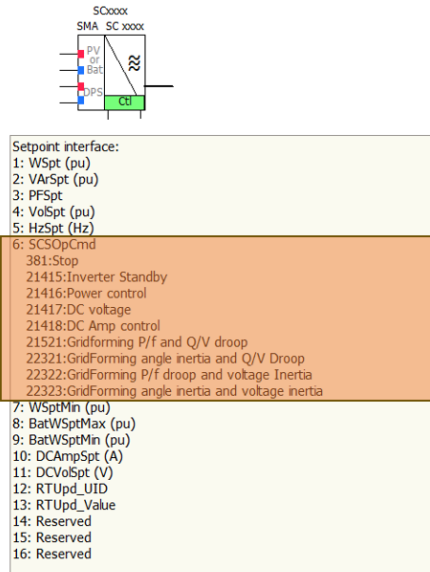 SCxxxx
SMA SC xxxx
PV
or
Bat
DPS
Ctl
Setpoint interface:
1: WSpt (pu)
2: VArSpt (pu)
3: PFSpt
4: VolSpt (pu)
5: HzSpt (Hz)
6: SCSOpCmd
381:Stop
21415:Inverter Standby
21416:Power control
21417:DC voltage
21418:DC Amp control
21521:Gridforming P/f and Q/V droop
22321:GridForming angle inertia and Q/V Droop
22322:GridForming P/f droop and voltage Inertia
22323:GridForming angle inertia and voltage inertia
7: WSptMin (pu)
8: BatWSptMax (pu)
9: BatWSptMin (pu)
10: DCAmpSpt (A)
11: DCVolSpt (V)
12: RTUpd_UID
13: RTUpd_Value
14: Reserved
15: Reserved
16: Reserved